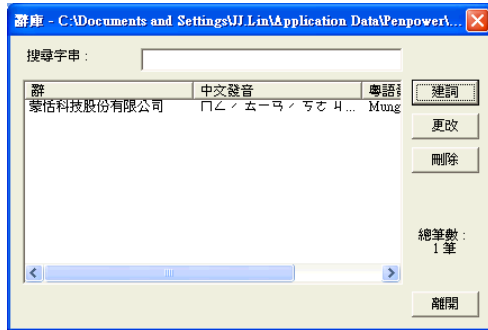 辭庫 - C:\Documents and Settings\JJ.Lin\Application Data\Penpower\...
搜尋字串 :
辭 中文發音 粵語
蒙恬科技股份有限公司 ㄇㄥˊ ㄊㄧㄢˊ ㄎㄜ ㄐ... Mung
建詞
更改
刪除
總筆數 :
1 筆
離開